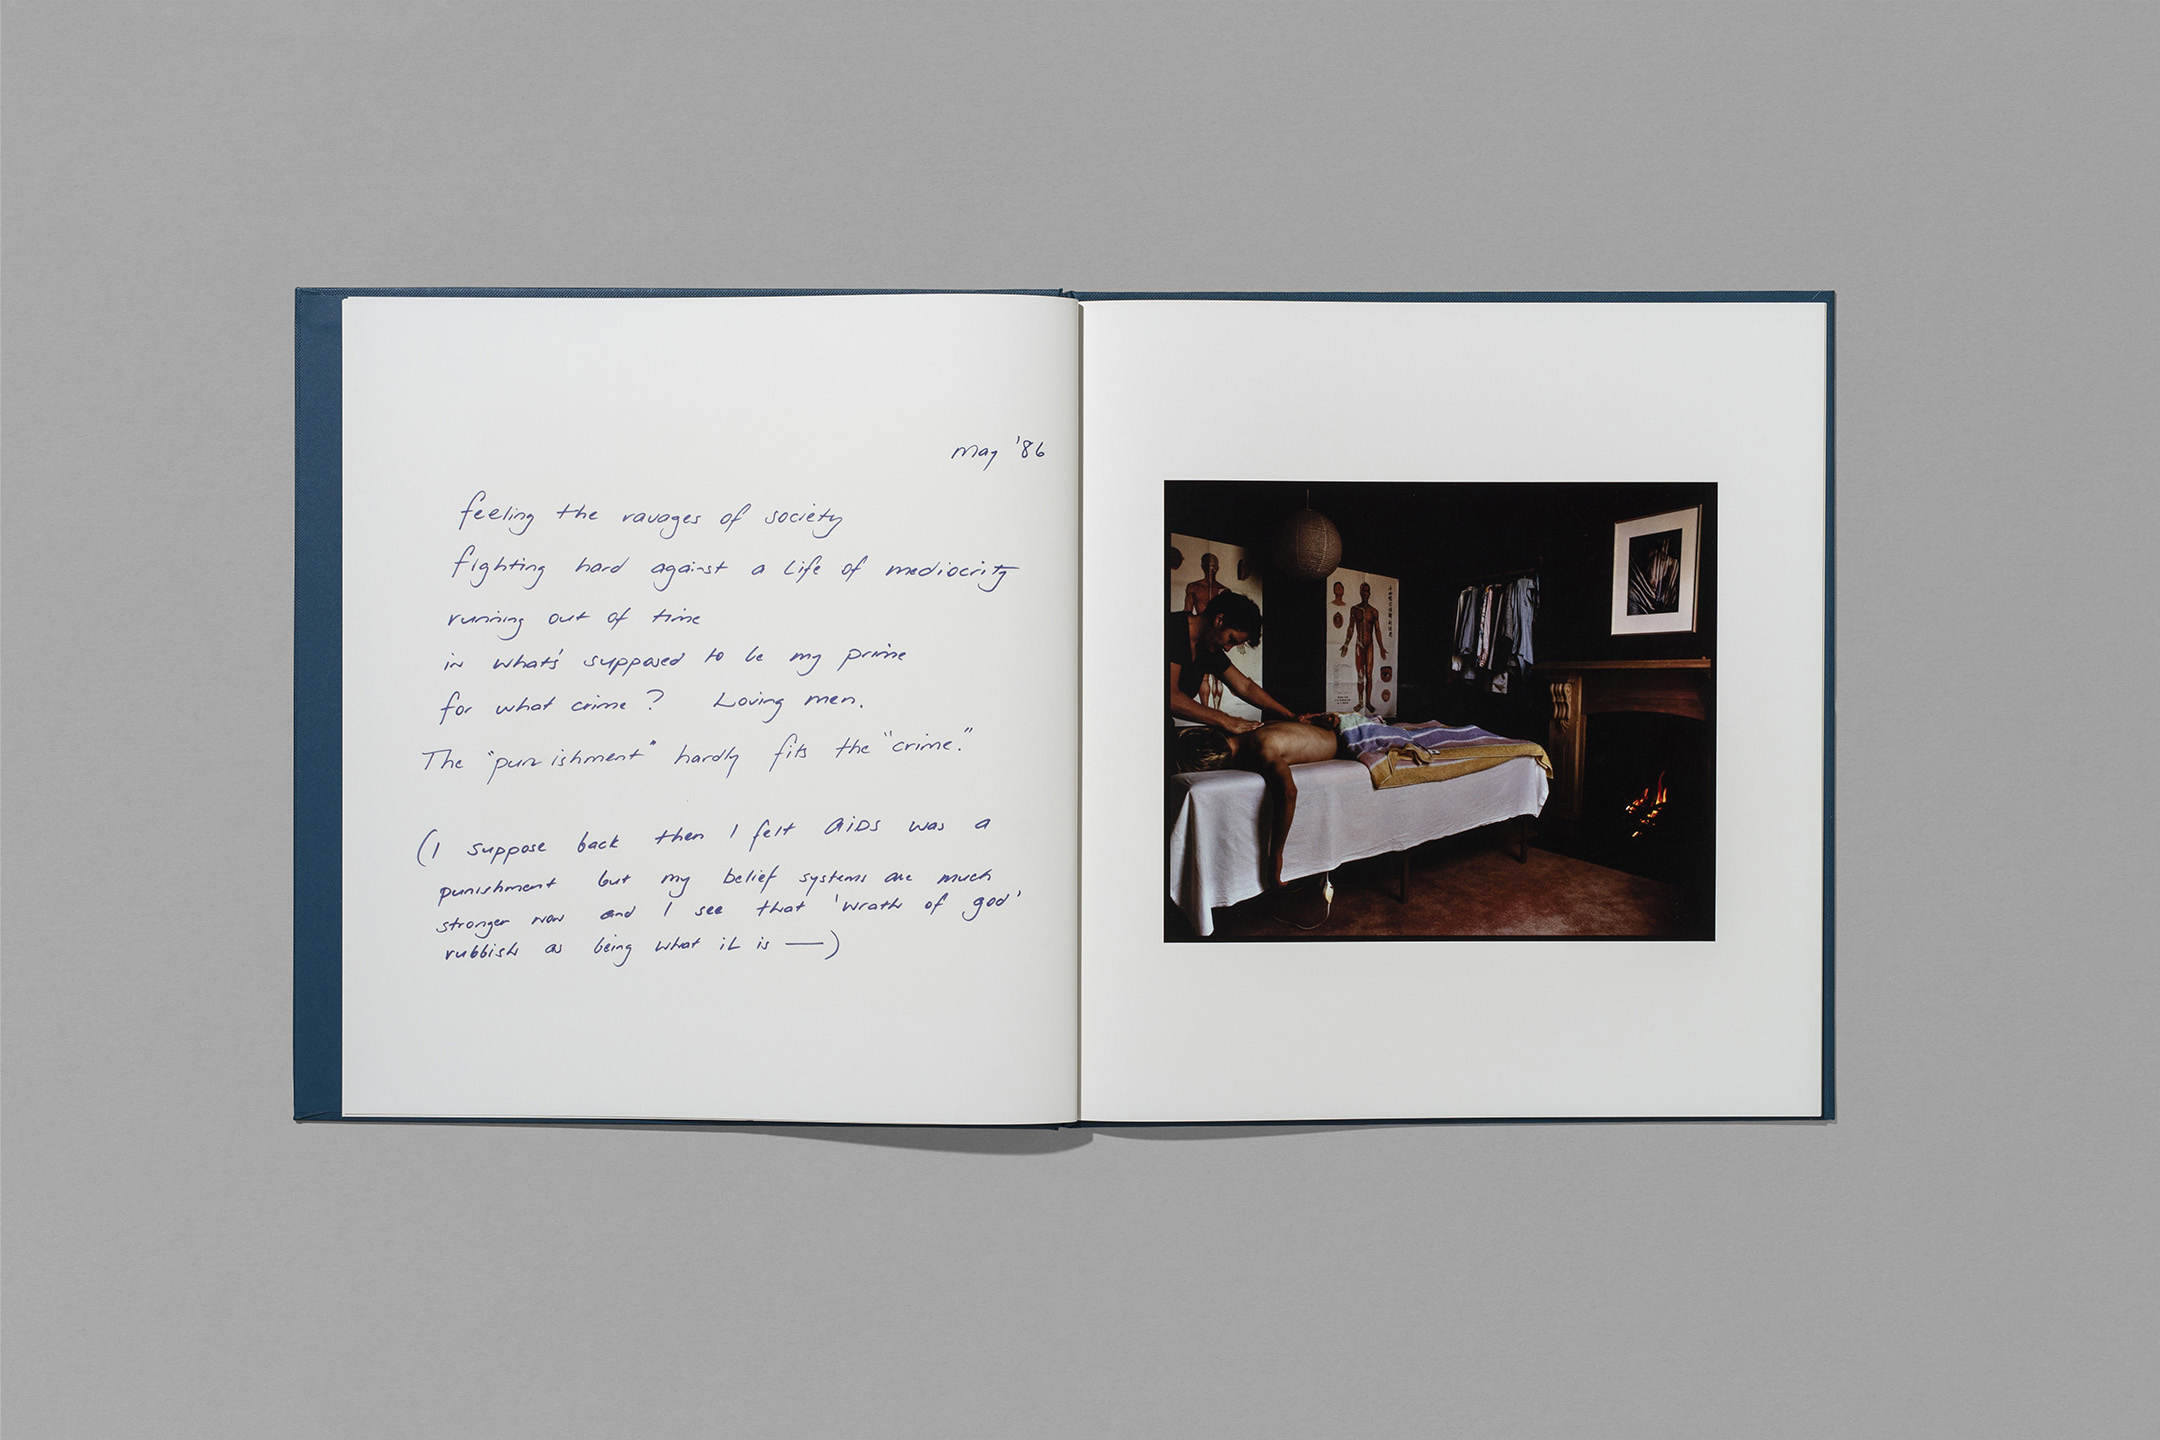 May '86
feeling the ravages of society
fighting hard against a life of mediocrity
running out of time
in what's supposed to be my prime
for what crime? Loving men.
The "punishment" hardly fits the "crime."
(I suppose back then I felt AIDS was a
punishment but my belief systems are much
stronger now and I see that 'wrath of god'
rubbish as being what it is —)